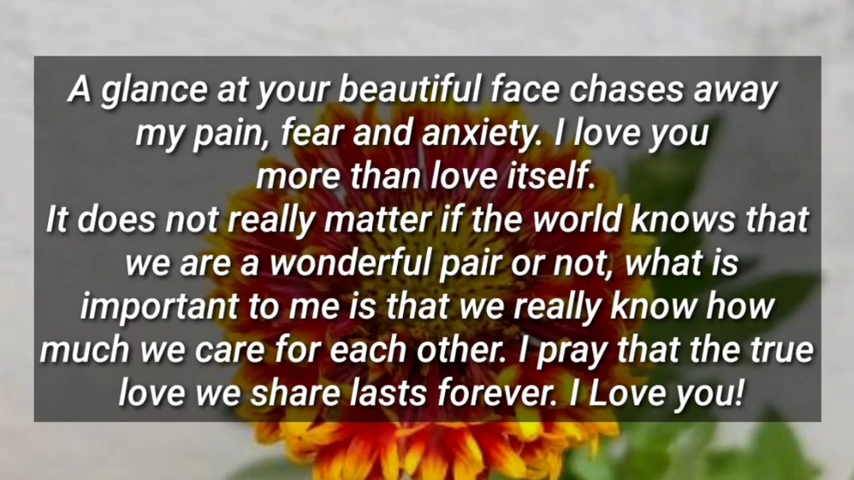 A glance at your beautiful face chases away
my pain, fear and anxiety. I love you
more than love itself.
It does not really matter if the world knows that
we are a wonderful pair or not, what is
important to me is that we really know how
much we care for each other. I pray that the true
love we share lasts forever. I Love you!